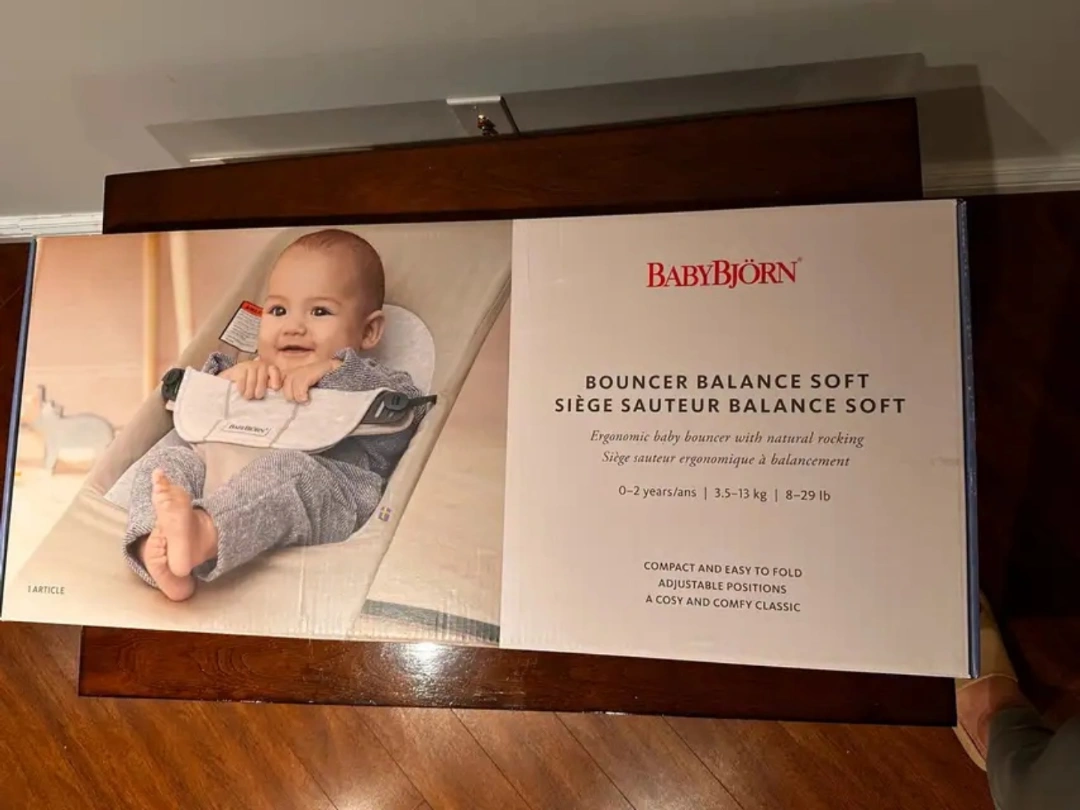 BABYBJÖRN®
BOUNCER BALANCE SOFT
SIÈGE SAUTEUR BALANCE SOFT
Ergonomic baby bouncer with natural rocking
Siège sauteur ergonomique à balancement
0–2 years/ans | 3.5–13 kg | 8–29 lb
COMPACT AND EASY TO FOLD
ADJUSTABLE POSITIONS
A COSY AND COMFY CLASSIC
BABYBJÖRN
1 ARTICLE